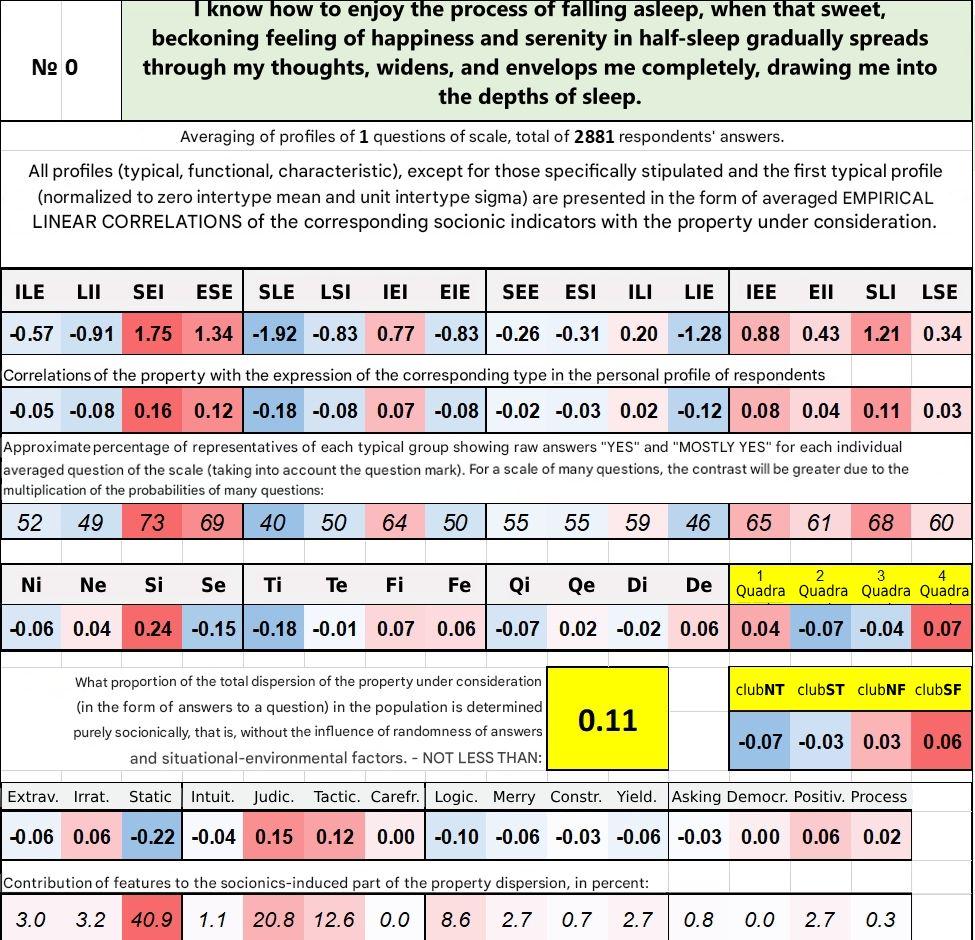 I know how to enjoy the process of falling asleep, when that sweet,
beckoning feeling of happiness and serenity in half-sleep gradually spreads
through my thoughts, widens, and envelops me completely, drawing me into
the depths of sleep.
№ 0
Averaging of profiles of 1 questions of scale, total of 2881 respondents' answers.
All profiles (typical, functional, characteristic), except for those specifically stipulated and the first typical profile
(normalized to zero intertype mean and unit intertype sigma) are presented in the form of averaged EMPIRICAL
LINEAR CORRELATIONS of the corresponding socionic indicators with the property under consideration.
ILE LII SEI ESE SLE LSI IEI EIE SEE ESI ILI LIE IEE EII SLI LSE
-0.57 -0.91 1.75 1.34 -1.92 -0.83 0.77 -0.83 -0.26 -0.31 0.20 -1.28 0.88 0.43 1.21 0.34
Correlations of the property with the expression of the corresponding type in the personal profile of respondents
-0.05 -0.08 0.16 0.12 -0.18 -0.08 0.07 -0.08 -0.02 -0.03 0.02 -0.12 0.08 0.04 0.11 0.03
Approximate percentage of representatives of each typical group showing raw answers "YES" and "MOSTLY YES" for each individual
averaged question of the scale (taking into account the question mark). For a scale of many questions, the contrast will be greater due to the
multiplication of the probabilities of many questions:
52 49 73 69 40 50 64 50 55 55 59 46 65 61 68 60
Ni Ne Si Se Ti Te Fi Fe Qi Qe Di De 1 Quadra 2 Quadra 3 Quadra 4 Quadra
-0.06 0.04 0.24 -0.15 -0.18 -0.01 0.07 0.06 -0.07 0.02 -0.02 0.06 0.04 -0.07 -0.04 0.07
What proportion of the total dispersion of the property under consideration
(in the form of answers to a question) in the population is determined
purely socionically, that is, without the influence of randomness of answers
and situational-environmental factors. - NOT LESS THAN:
0.11
clubNT clubST clubNF clubSF
-0.07 -0.03 0.03 0.06
Extrav. Irrat. Static Intuit. Judic. Tactic. Carefr. Logic. Merry Constr. Yield. Asking Democr. Positiv. Process
-0.06 0.06 -0.22 -0.04 0.15 0.12 0.00 -0.10 -0.06 -0.03 -0.06 -0.03 0.00 0.06 0.02
Contribution of features to the socionics-induced part of the property dispersion, in percent:
3.0 3.2 40.9 1.1 20.8 12.6 0.0 8.6 2.7 0.7 2.7 0.8 0.0 2.7 0.3